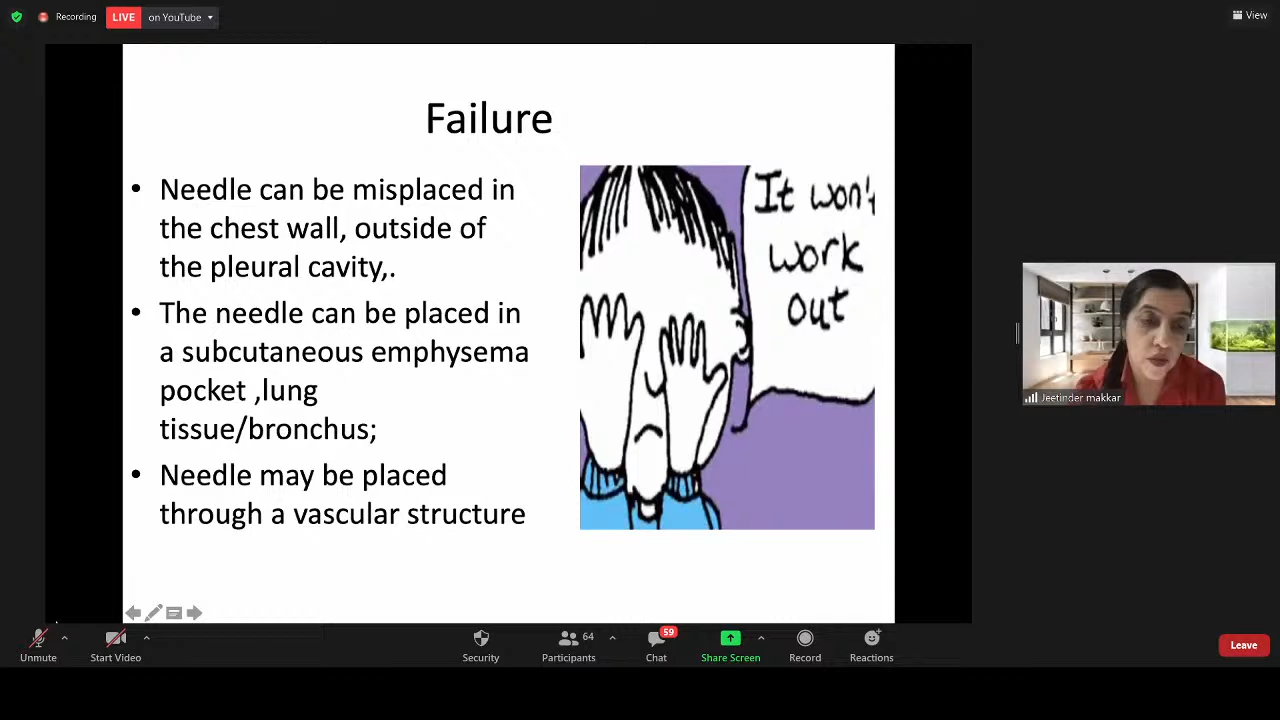 Recording
LIVE
on YouTube
View
Failure
• Needle can be misplaced in
the chest wall, outside of
the pleural cavity,.
• The needle can be placed in
a subcutaneous emphysema
pocket ,lung
tissue/bronchus;
• Needle may be placed
through a vascular structure
It won't
work
out
Jeetinder makkar
Unmute
Start Video
Security
64
Participants
59
Chat
Share Screen
Record
Reactions
Leave